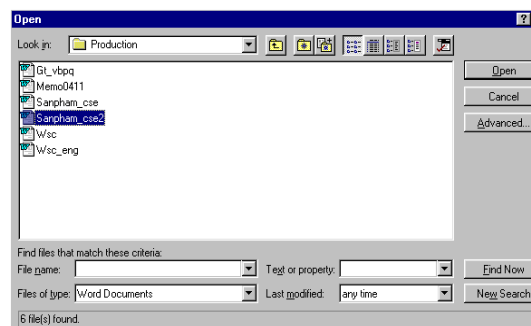 Open
Look in: Production
Gt_vbpq
Memo0411
Sanpham_cse
Sanpham_cse2
Wsc
Wsc_eng
Open
Cancel
Advanced...
Find files that match these criteria:
File name: Text or property: Find Now
Files of type: Word Documents Last modified: any time New Search
6 file(s) found.